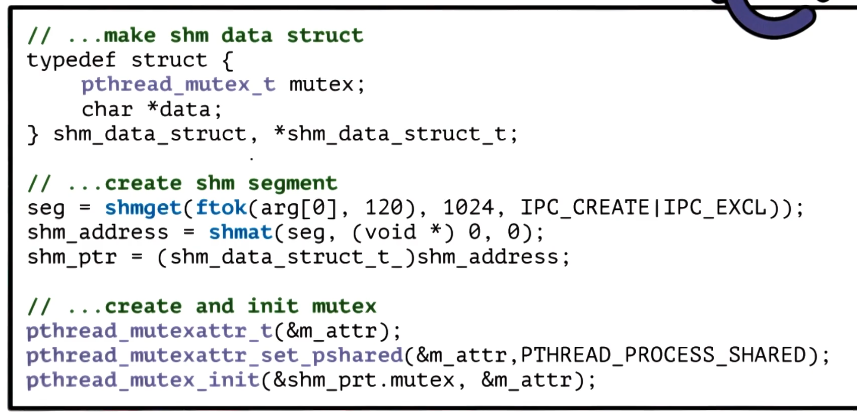 // ...make shm data struct
typedef struct {
pthread_mutex_t mutex;
char *data;
} shm_data_struct, *shm_data_struct_t;
// ...create shm segment
seg = shmget(ftok(arg[0], 120), 1024, IPC_CREATE|IPC_EXCL));
shm_address = shmat(seg, (void *) 0, 0);
shm_ptr = (shm_data_struct_t_)shm_address;
// ...create and init mutex
pthread_mutexattr_t(&m_attr);
pthread_mutexattr_set_pshared(&m_attr,PTHREAD_PROCESS_SHARED);
pthread_mutex_init(&shm_prt.mutex, &m_attr);